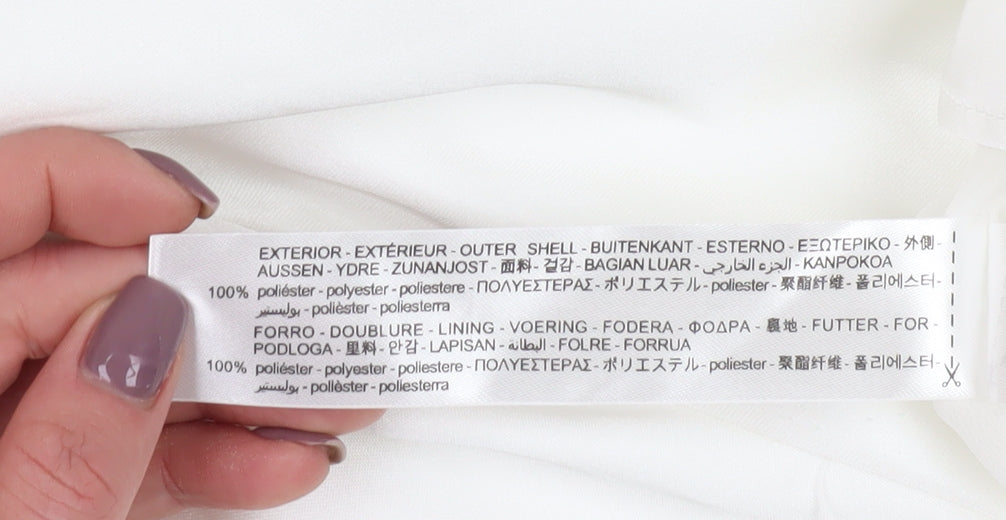 EXTERIOR - EXTÉRIEUR - OUTER SHELL - BUITENKANT - ESTERNO - ΕΞΩΤΕΡΙΚΟ - 外側 -
AUSSEN - YDRE - ZUNANJOST - 面料 - 겉감 - BAGIAN LUAR - الجزء الخارجي - KANPOKOA
100% poliéster - polyester - poliestere - ΠΟΛΥΕΣΤΕΡΑΣ - ポリエステル - poliester - 聚酯纤维 - 폴리에스터 -
بوليستير - polièster - poliesterra
FORRO - DOUBLURE - LINING - VOERING - FODERA - ΦΟΔΡΑ - 裏地 - FUTTER - FOR -
PODLOGA - 里料 - 안감 - LAPISAN - البطانة - FOLRE - FORRUA
100% poliéster - polyester - poliestere - ΠΟΛΥΕΣΤΕΡΑΣ - ポリエステル - poliester - 聚酯纤维 - 폴리에스터 -
بوليستير - polièster - poliesterra